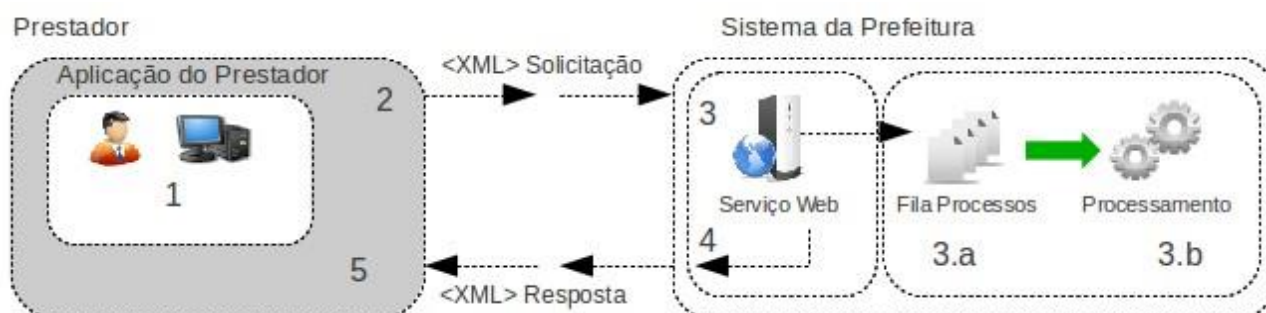 Prestador
Sistema da Prefeitura
Aplicação do Prestador
<XML> Solicitação
2
3
1
Serviço Web
Fila Processos
Processamento
4
3.a
3.b
5
<XML> Resposta